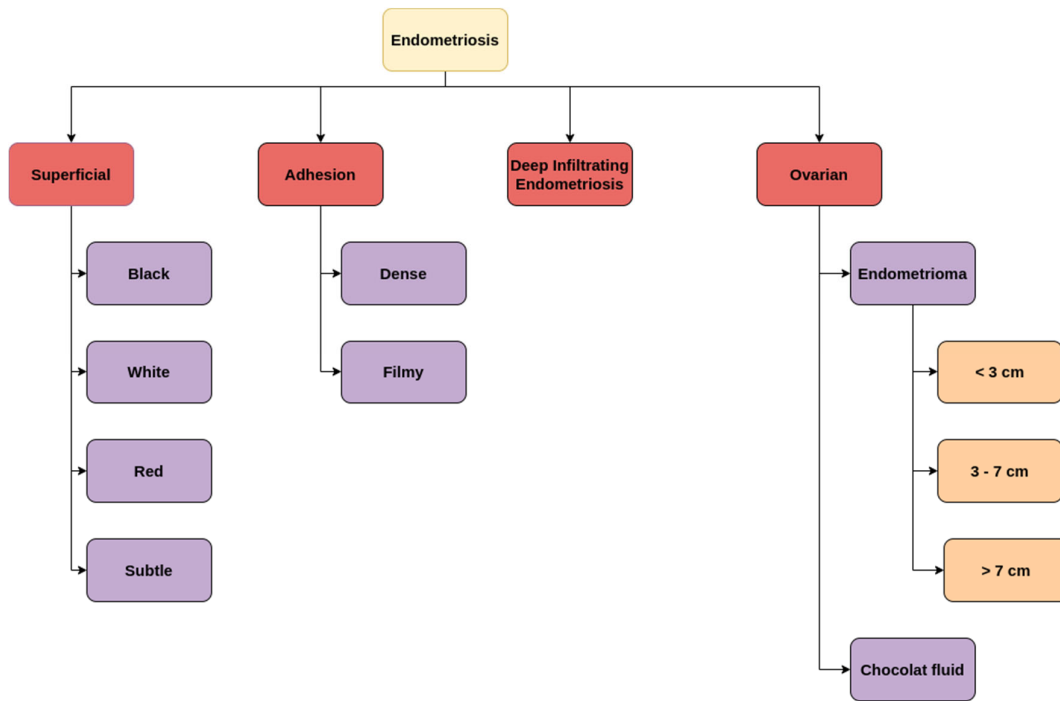 Endometriosis
Superficial
Adhesion
Deep Infiltrating
Endometriosis
Ovarian
Black
Dense
Endometrioma
White
Filmy
< 3 cm
Red
3 - 7 cm
Subtle
> 7 cm
Chocolat fluid